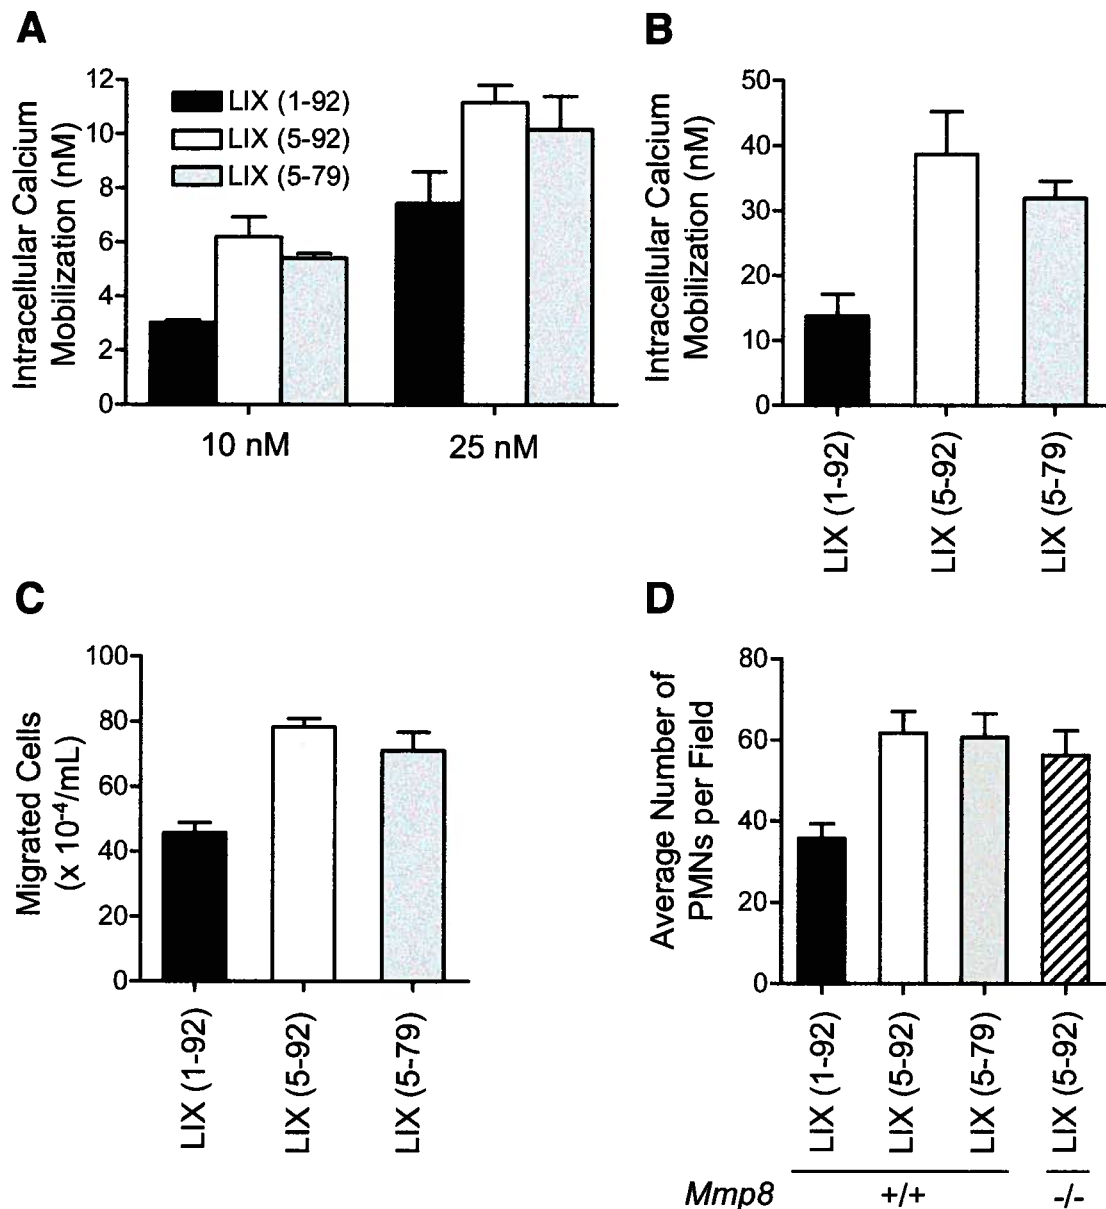 A
Intracellular Calcium
Mobilization (nM)
12
10
8
6
4
2
0
LIX (1-92)
LIX (5-92)
LIX (5-79)
10 nM
25 nM
B
Intracellular Calcium
Mobilization (nM)
50
40
30
20
10
0
LIX (1-92)
LIX (5-92)
LIX (5-79)
C
Migrated Cells
(x 10⁻⁴/mL)
100
80
60
40
20
0
LIX (1-92)
LIX (5-92)
LIX (5-79)
D
Average Number of
PMNs per Field
80
60
40
20
0
LIX (1-92)
LIX (5-92)
LIX (5-79)
LIX (5-92)
Mmp8 +/+ -/-